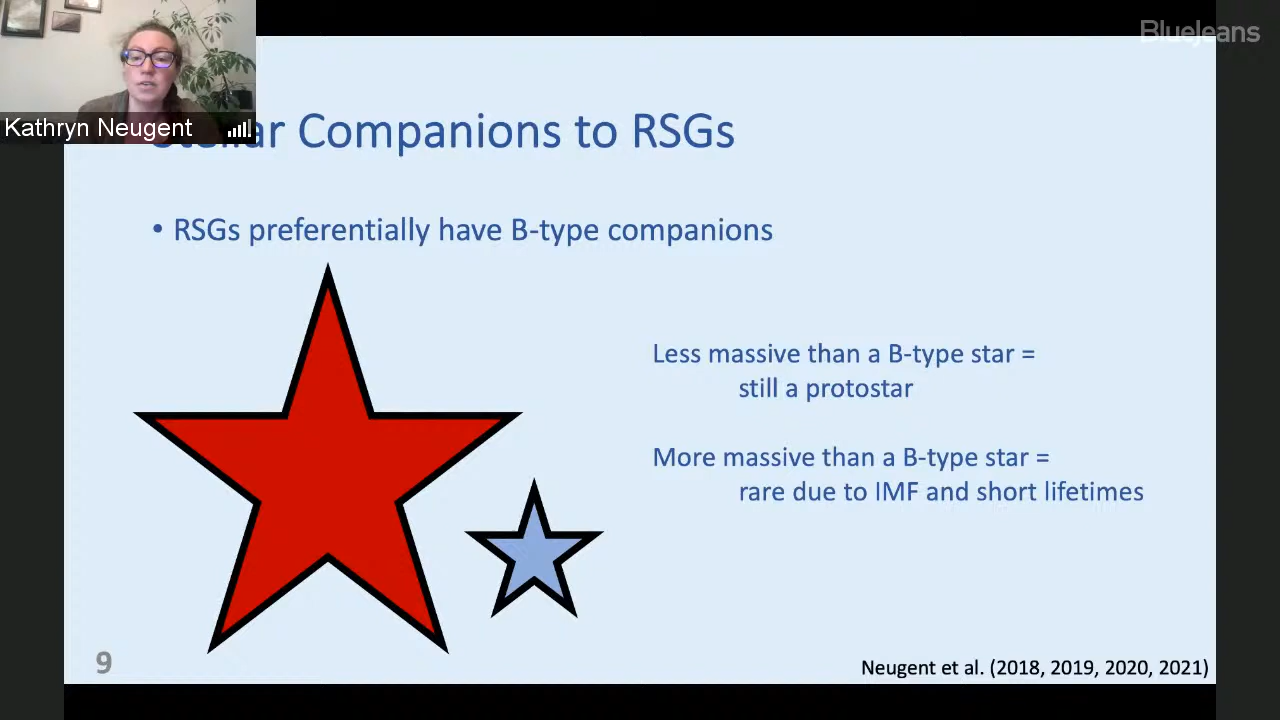 BlueJeans
Kathryn Neugent
Stellar Companions to RSGs
• RSGs preferentially have B-type companions
Less massive than a B-type star =
still a protostar
More massive than a B-type star =
rare due to IMF and short lifetimes
9
Neugent et al. (2018, 2019, 2020, 2021)